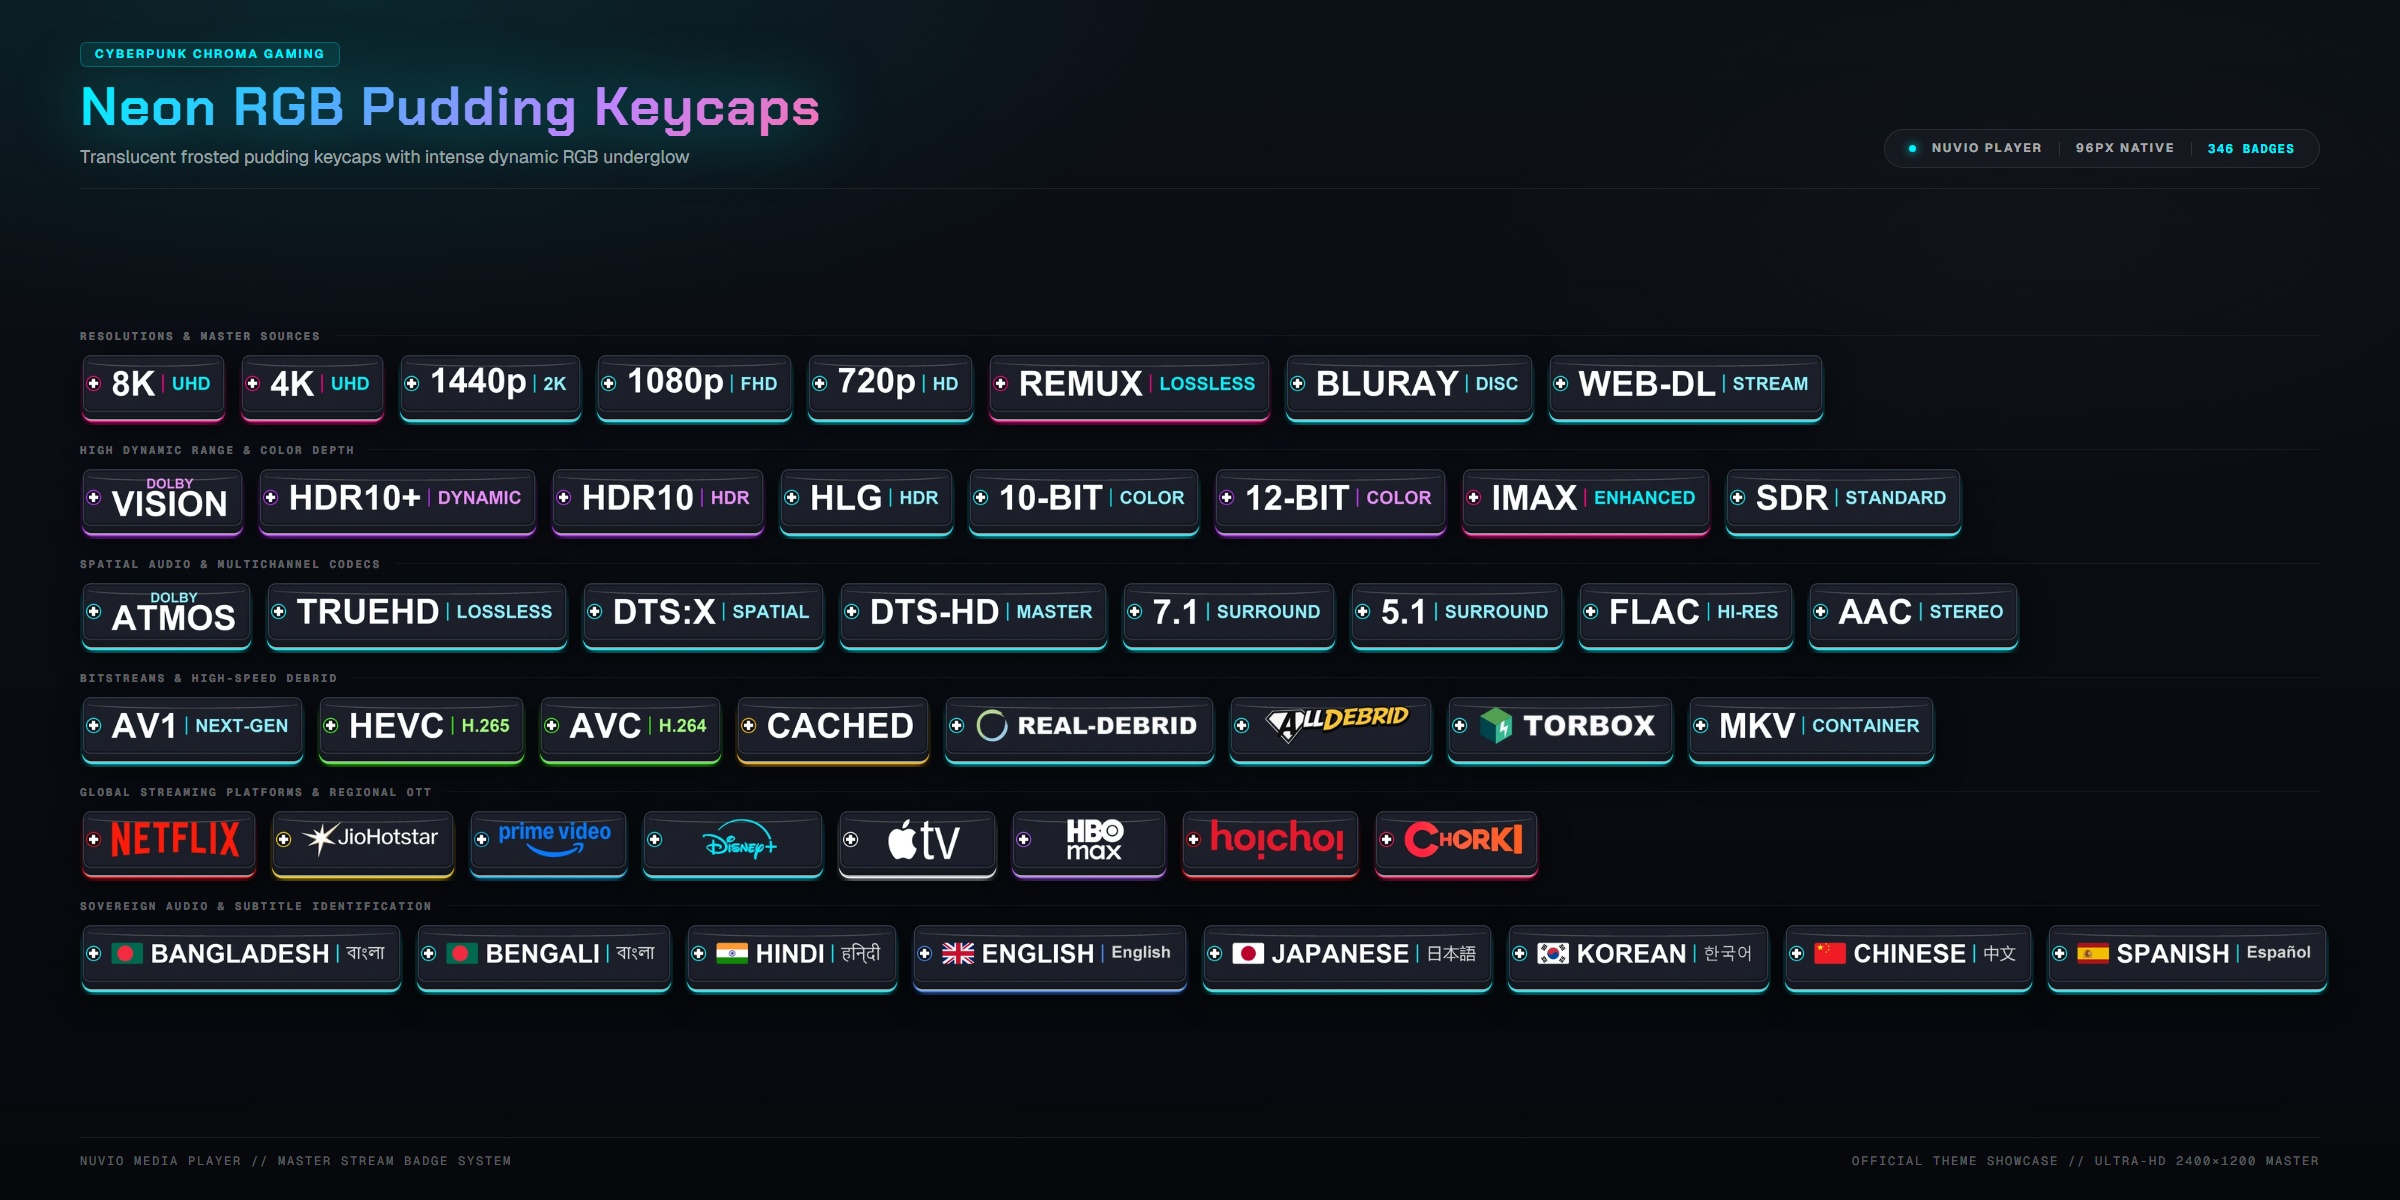 CYBERPUNK CHROMA GAMING
Neon RGB Pudding Keycaps
Translucent frosted pudding keycaps with intense dynamic RGB underglow
NUVIO PLAYER | 96PX NATIVE | 346 BADGES
RESOLUTIONS & MASTER SOURCES
8K | UHD 4K | UHD 1440p | 2K 1080p | FHD 720p | HD REMUX | LOSSLESS BLURAY | DISC WEB-DL | STREAM
HIGH DYNAMIC RANGE & COLOR DEPTH
DOLBY VISION HDR10+ | DYNAMIC HDR10 | HDR HLG | HDR 10-BIT | COLOR 12-BIT | COLOR IMAX | ENHANCED SDR | STANDARD
SPATIAL AUDIO & MULTICHANNEL CODECS
DOLBY ATMOS TRUEHD | LOSSLESS DTS:X | SPATIAL DTS-HD | MASTER 7.1 | SURROUND 5.1 | SURROUND FLAC | HI-RES AAC | STEREO
BITSTREAMS & HIGH-SPEED DEBRID
AV1 | NEXT-GEN HEVC | H.265 AVC | H.264 CACHED REAL-DEBRID ALLDEBRID TORBOX MKV | CONTAINER
GLOBAL STREAMING PLATFORMS & REGIONAL OTT
NETFLIX JioHotstar prime video Disney+ tv HBO max hoichoi CHORKI
SOVEREIGN AUDIO & SUBTITLE IDENTIFICATION
BANGLADESH | বাংলা BENGALI | বাংলা HINDI | हिन्दी ENGLISH | English JAPANESE | 日本語 KOREAN | 한국어 CHINESE | 中文 SPANISH | Español
NUVIO MEDIA PLAYER // MASTER STREAM BADGE SYSTEM
OFFICIAL THEME SHOWCASE // ULTRA-HD 2400×1200 MASTER